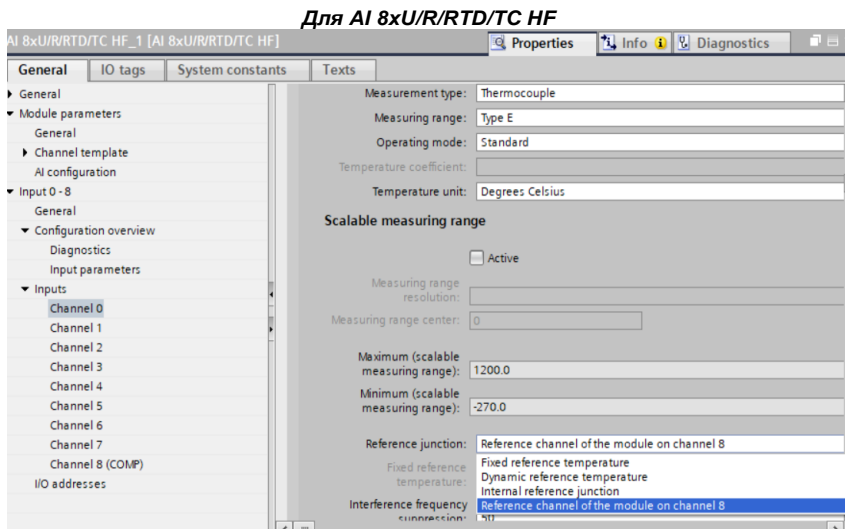 Для AI 8xU/R/RTD/TC HF
AI 8xU/R/RTD/TC HF_1 [AI 8xU/R/RTD/TC HF]
Properties
Info
Diagnostics
General
IO tags
System constants
Texts
General
Module parameters
General
Channel template
AI configuration
Input 0 - 8
General
Configuration overview
Diagnostics
Input parameters
Inputs
Channel 0
Channel 1
Channel 2
Channel 3
Channel 4
Channel 5
Channel 6
Channel 7
Channel 8 (COMP)
I/O addresses
Measurement type: Thermocouple
Measuring range: Type E
Operating mode: Standard
Temperature coefficient:
Temperature unit: Degrees Celsius
Scalable measuring range
Active
Measuring range
resolution:
Measuring range center: 0
Maximum (scalable
measuring range): 1200.0
Minimum (scalable
measuring range): -270.0
Reference junction: Reference channel of the module on channel 8
Fixed reference temperature
Dynamic reference temperature
Internal reference junction
Reference channel of the module on channel 8
Fixed reference
temperature:
Interference frequency
suppression: 50